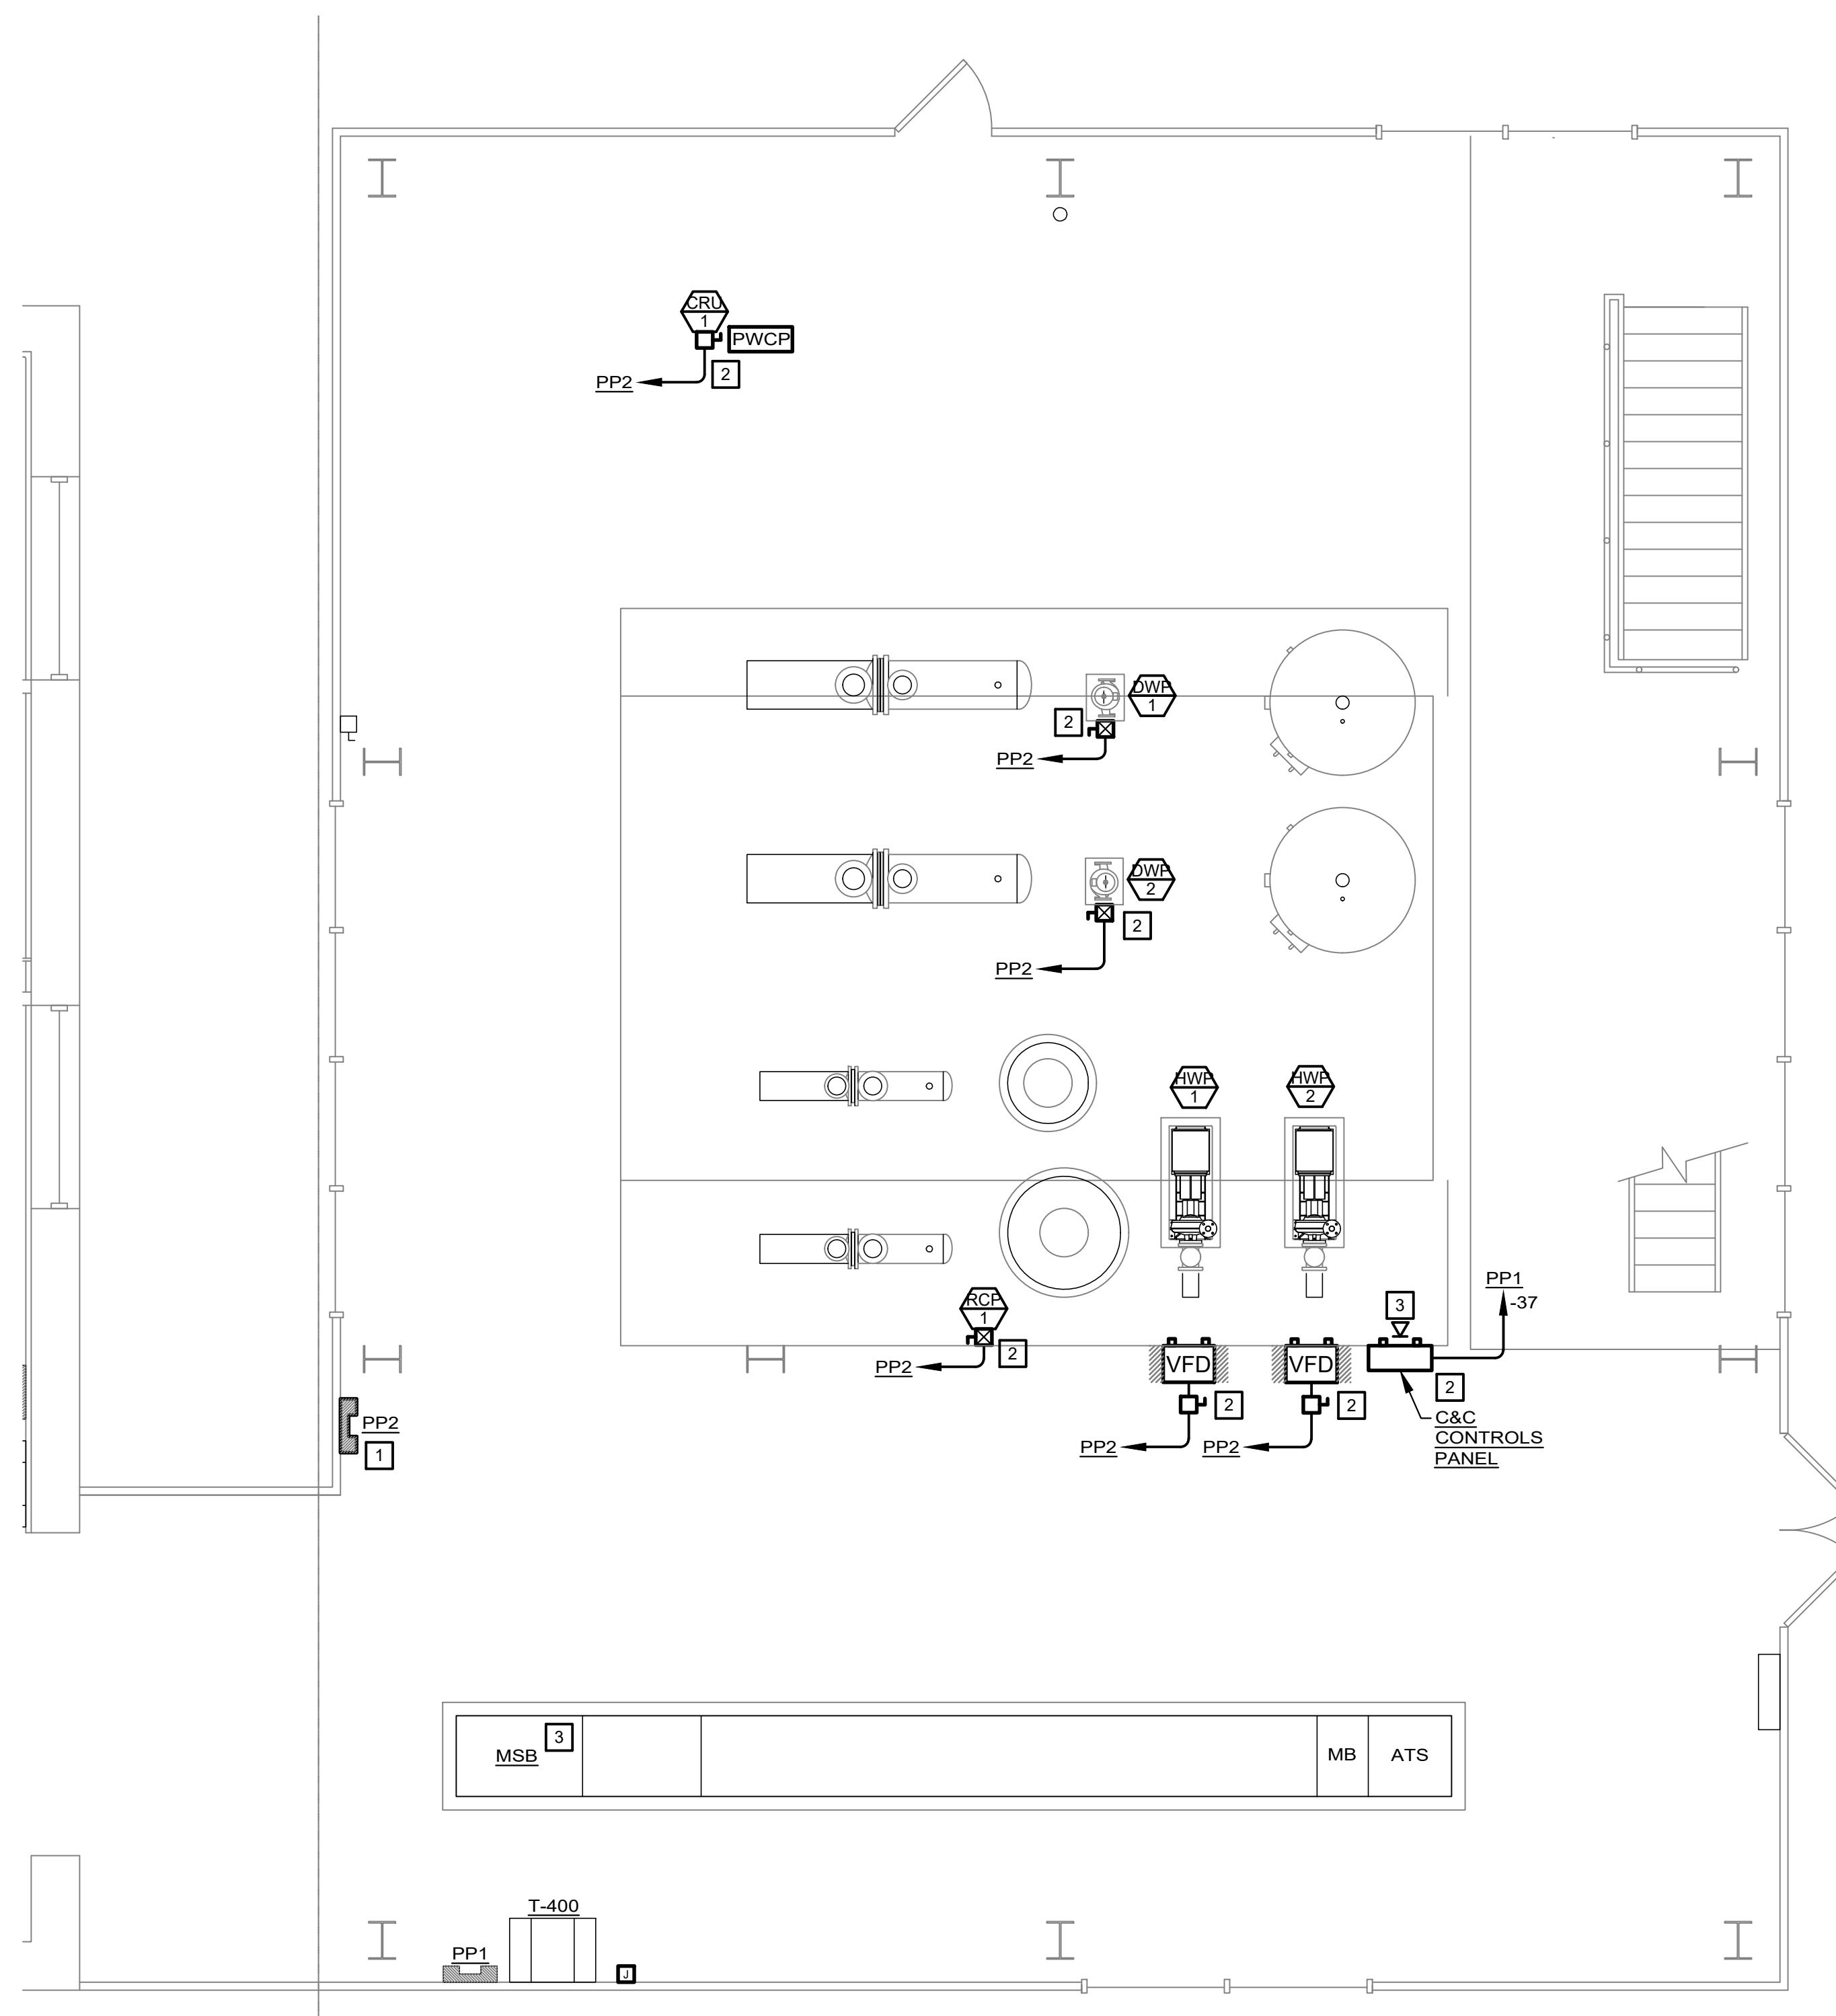 CRU
1
PWCP
2
PP2
DWP
1
2
PP2
DWP
2
2
PP2
HWP
1
HWP
2
PP1
-37
3
RCP
1
2
PP2
VFD
VFD
2
2
2
PP2
PP2
C&C
CONTROLS
PANEL
PP2
1
MSB
3
MB
ATS
T-400
PP1
J